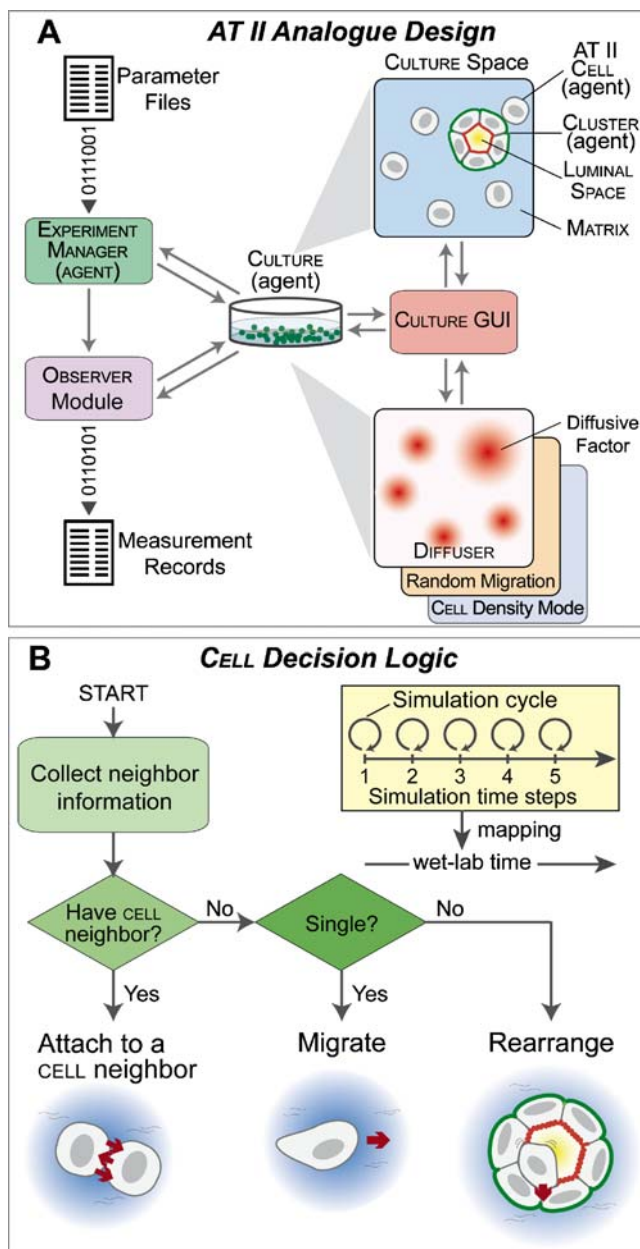 A
AT II Analogue Design
Parameter
Files
0111001
EXPERIMENT
MANAGER
(AGENT)
OBSERVER
Module
0110101
Measurement
Records
CULTURE
(agent)
CULTURE Space
AT II
CELL
(agent)
CLUSTER
(agent)
LUMINAL
SPACE
MATRIX
CULTURE GUI
Diffusive
Factor
DIFFUSER
Random Migration
CELL Density Mode
B
CELL Decision Logic
START
Collect neighbor
information
Simulation cycle
1 2 3 4 5
Simulation time steps
mapping
wet-lab time
Have CELL
neighbor?
No
Single?
No
Yes
Yes
Attach to a
CELL neighbor
Migrate
Rearrange